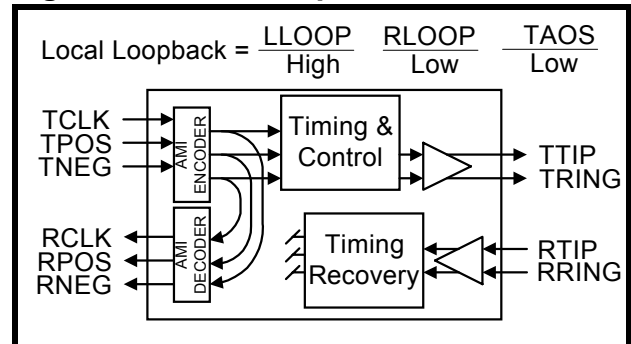 Local Loopback = LLOOP RLOOP TAOS
High Low Low
TCLK
TPOS
TNEG
AMI
ENCODER
Timing &
Control
TTIP
TRING
RCLK
RPOS
RNEG
AMI
DECODER
Timing
Recovery
RTIP
RRING